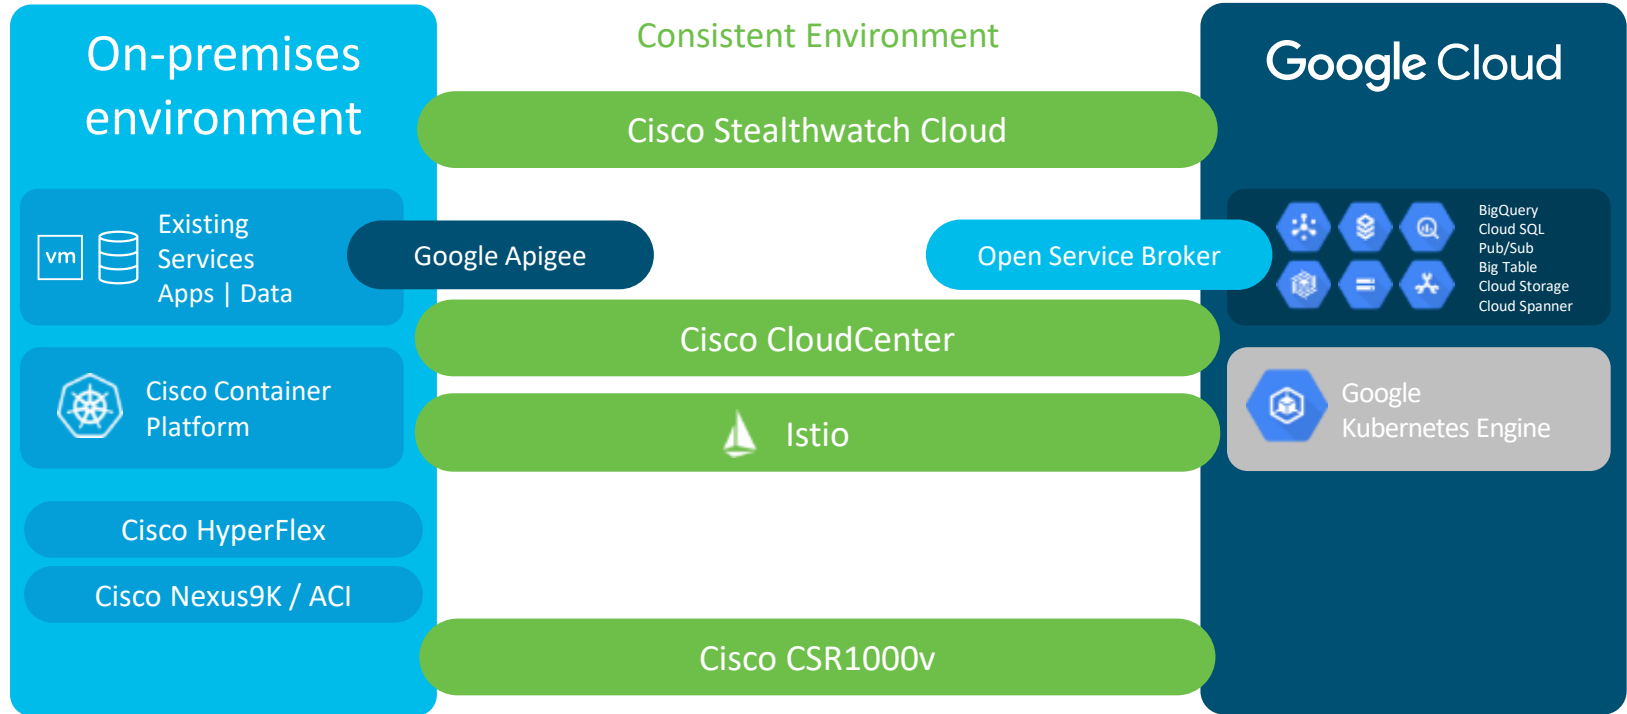 On-premises
environment
Consistent Environment
Google Cloud
Cisco Stealthwatch Cloud
vm
Existing
Services
Apps | Data
Google Apigee
Open Service Broker
BigQuery
Cloud SQL
Pub/Sub
Big Table
Cloud Storage
Cloud Spanner
Cisco CloudCenter
Cisco Container
Platform
Istio
Google
Kubernetes Engine
Cisco HyperFlex
Cisco Nexus9K / ACI
Cisco CSR1000v